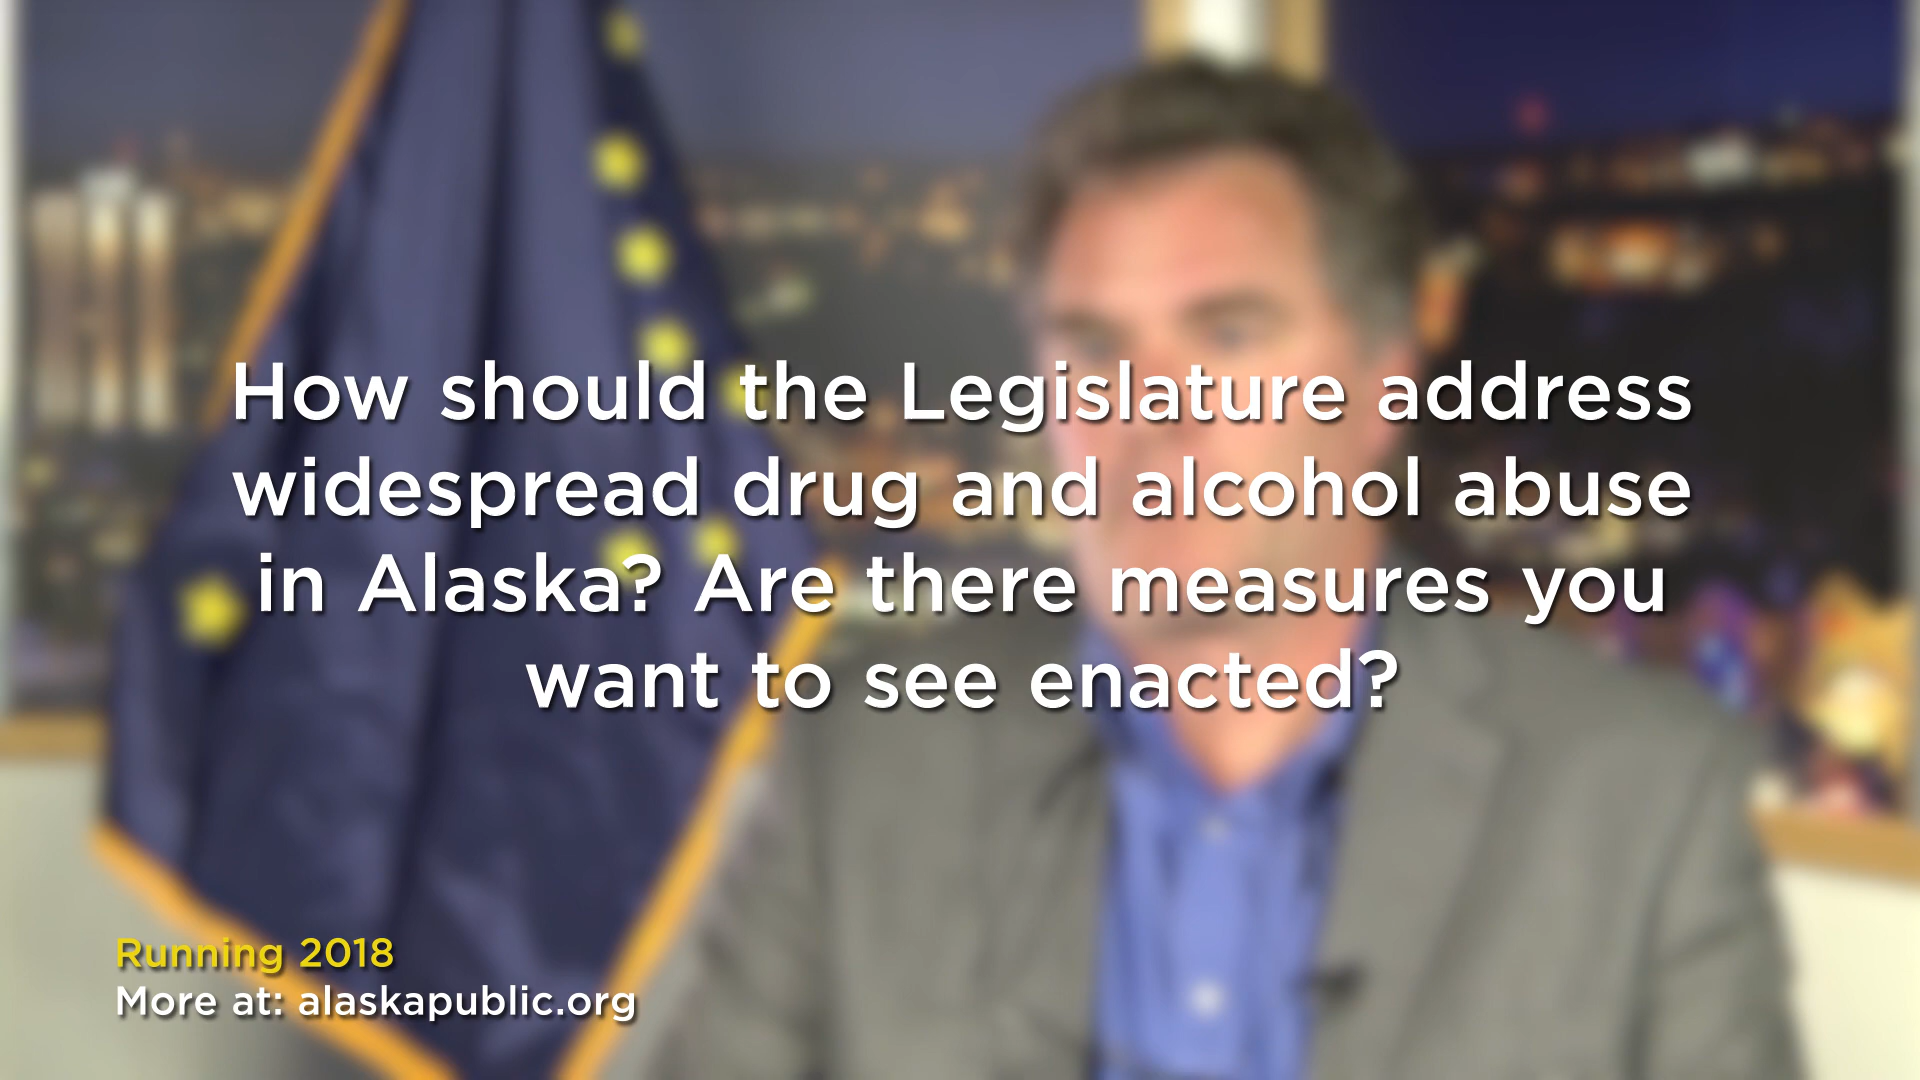 How should the Legislature address
widespread drug and alcohol abuse
in Alaska? Are there measures you
want to see enacted?
Running 2018
More at: alaskapublic.org